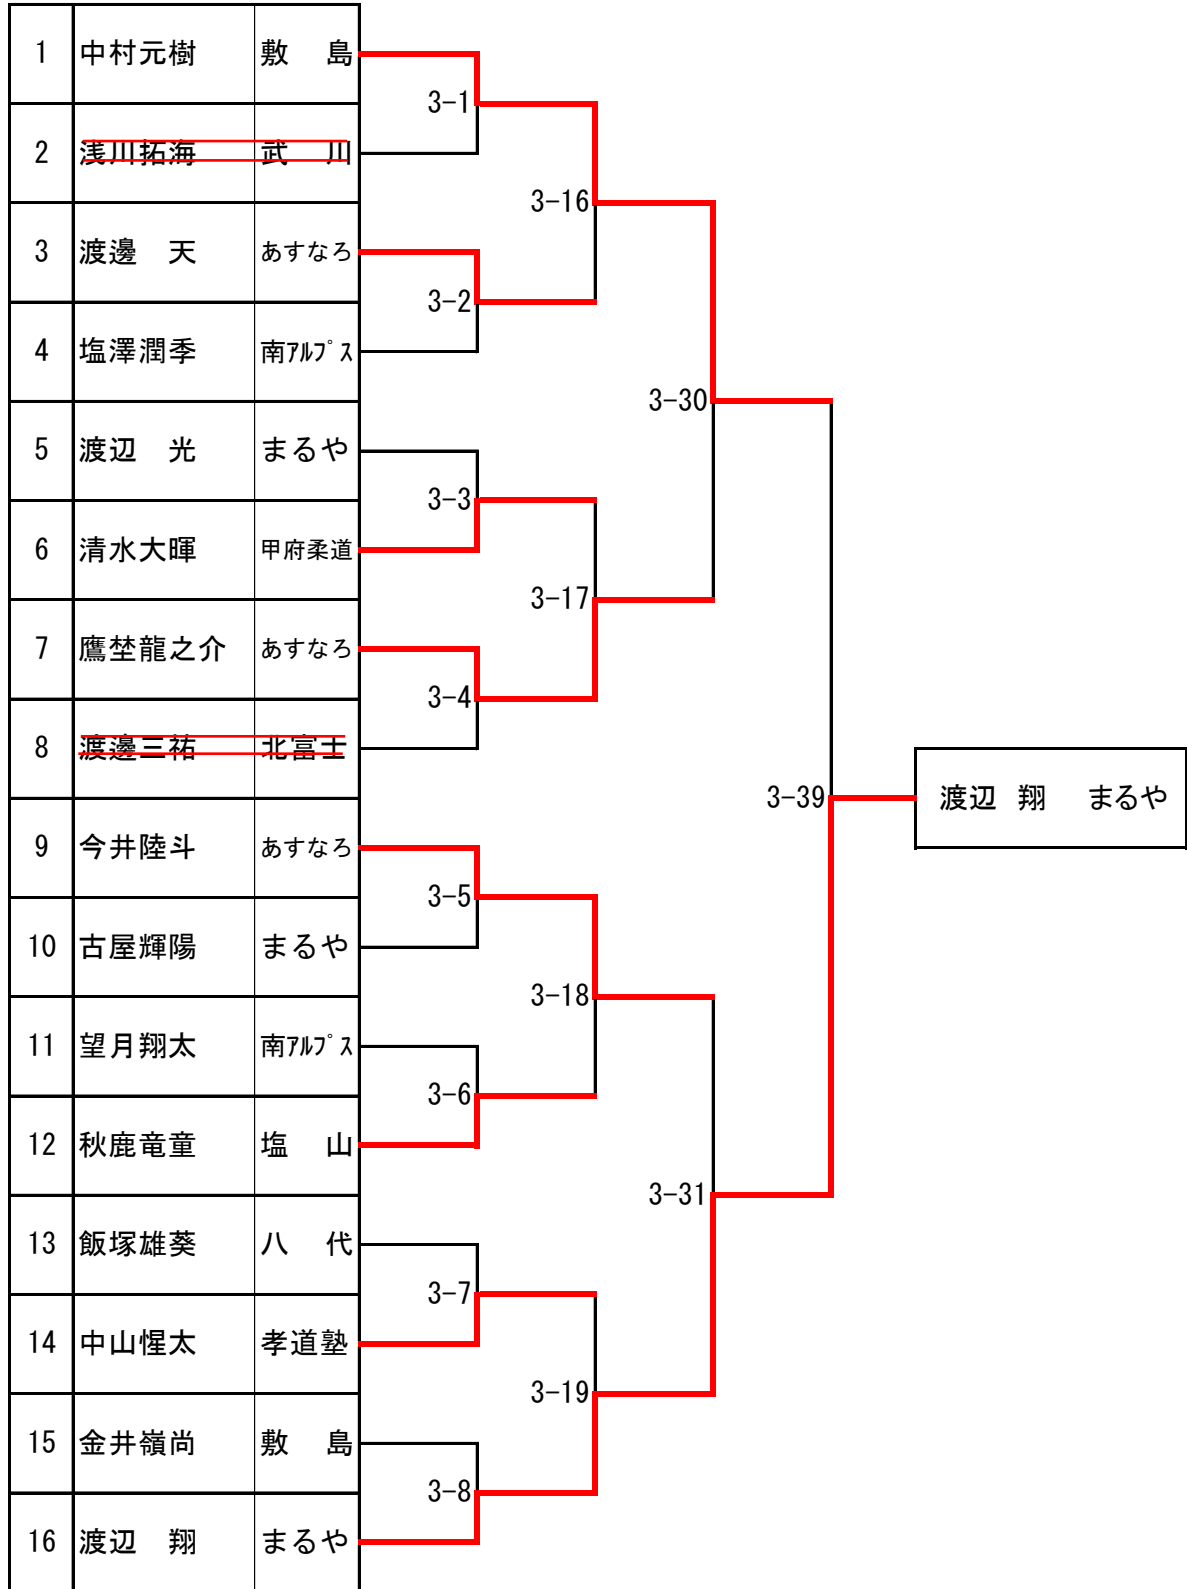 1 中村元樹 敷　島
3-1
2 浅川拓海 武　川
3-16
3 渡邊　天 あすなろ
3-2
4 塩澤潤季 南ｱﾙﾌﾟｽ
3-30
5 渡辺　光 まるや
3-3
6 清水大暉 甲府柔道
3-17
7 鷹埜龍之介 あすなろ
3-4
8 渡邊三祐 北富士
3-39 渡辺　翔　まるや
9 今井陸斗 あすなろ
3-5
10 古屋輝陽 まるや
3-18
11 望月翔太 南ｱﾙﾌﾟｽ
3-6
12 秋鹿竜童 塩　山
3-31
13 飯塚雄葵 八　代
3-7
14 中山惺太 孝道塾
3-19
15 金井嶺尚 敷　島
3-8
16 渡辺　翔 まるや